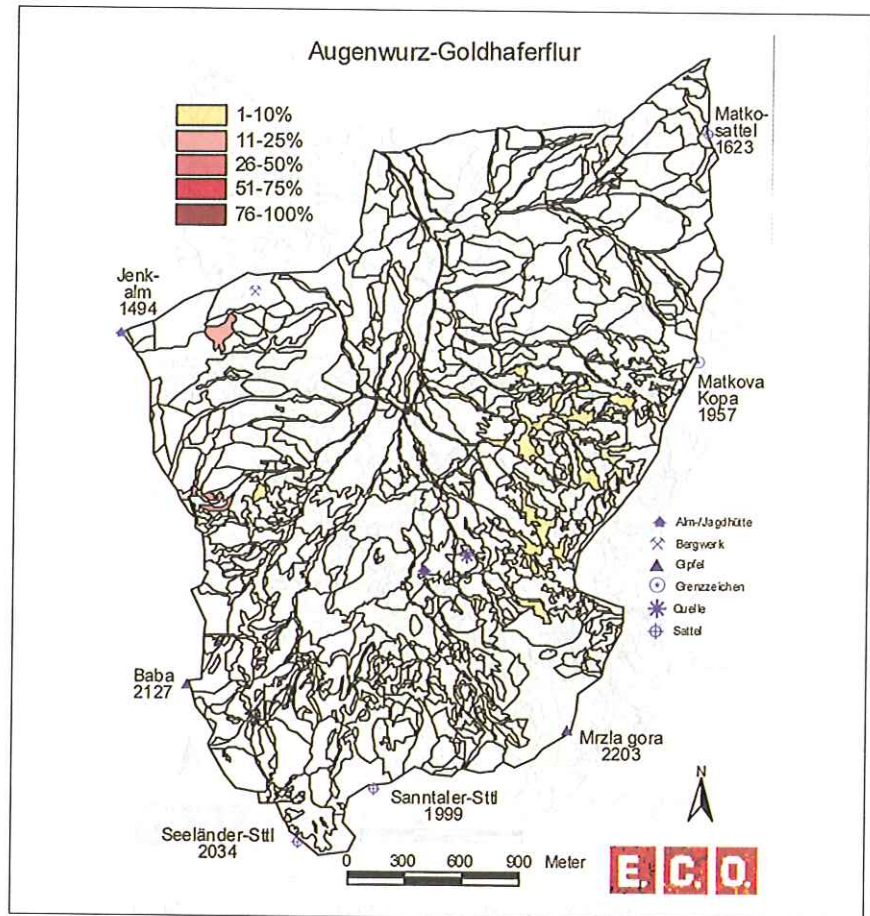 Augenwurz-Goldhaferflur
1-10%
11-25%
26-50%
51-75%
76-100%
Matko-
sattel
1623
Jenk-
alm
1494
Matkova
Kopa
1957
Alm-/Jagdhütte
Bergwerk
Gipfel
Grenzzeichen
Quelle
Sattel
Baba
2127
Mrzla gora
2203
Sanntaler-Sttl
1999
Seeländer-Sttl
2034
N
0 300 600 900 Meter
E. C. O.